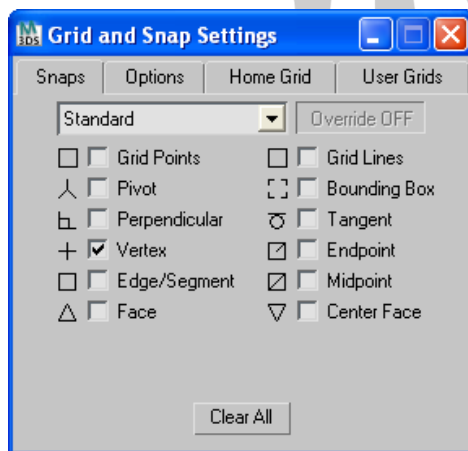 3DS Grid and Snap Settings
Snaps Options Home Grid User Grids
Standard Override OFF
Grid Points Grid Lines
Pivot Bounding Box
Perpendicular Tangent
Vertex Endpoint
Edge/Segment Midpoint
Face Center Face
Clear All